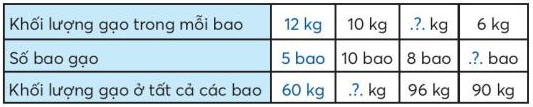 Khối lượng gạo trong mỗi bao 12 kg 10 kg .?. kg 6 kg
Số bao gạo 5 bao 10 bao 8 bao .?. bao
Khối lượng gạo ở tất cả các bao 60 kg .?. kg 96 kg 90 kg